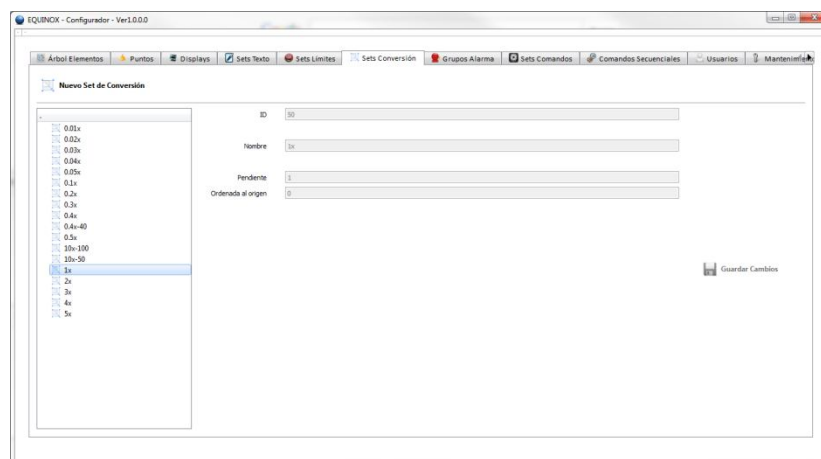 EQUINOX - Configurador - Ver1.0.0.0
Árbol Elementos Puntos Displays Sets Texto Sets Límites Sets Conversión Grupos Alarma Sets Comandos Comandos Secuenciales Usuarios Mantenimie
Nuevo Set de Conversión
ID 50
Nombre 1x
Pendiente 1
Ordenada al origen 0
0.01x
0.02x
0.03x
0.04x
0.05x
0.1x
0.2x
0.3x
0.4x
0.4x-40
0.5x
10x-100
10x-50
1x
2x
3x
4x
5x
Guardar Cambios